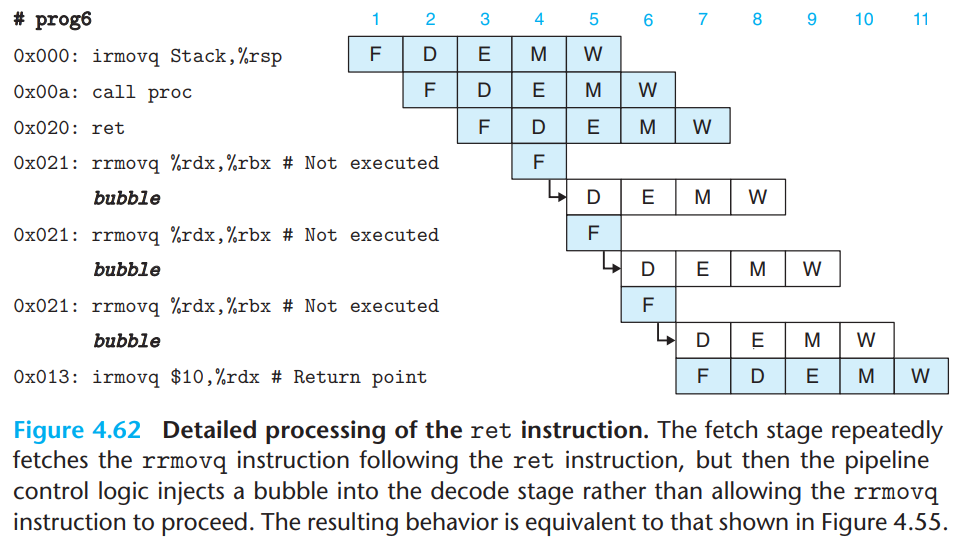 # prog6 1 2 3 4 5 6 7 8 9 10 11
0x000: irmovq Stack,%rsp F D E M W
0x00a: call proc F D E M W
0x020: ret F D E M W
0x021: rrmovq %rdx,%rbx # Not executed F
bubble D E M W
0x021: rrmovq %rdx,%rbx # Not executed F
bubble D E M W
0x021: rrmovq %rdx,%rbx # Not executed F
bubble D E M W
0x013: irmovq $10,%rdx # Return point F D E M W
Figure 4.62 Detailed processing of the ret instruction. The fetch stage repeatedly
fetches the rrmovq instruction following the ret instruction, but then the pipeline
control logic injects a bubble into the decode stage rather than allowing the rrmovq
instruction to proceed. The resulting behavior is equivalent to that shown in Figure 4.55.